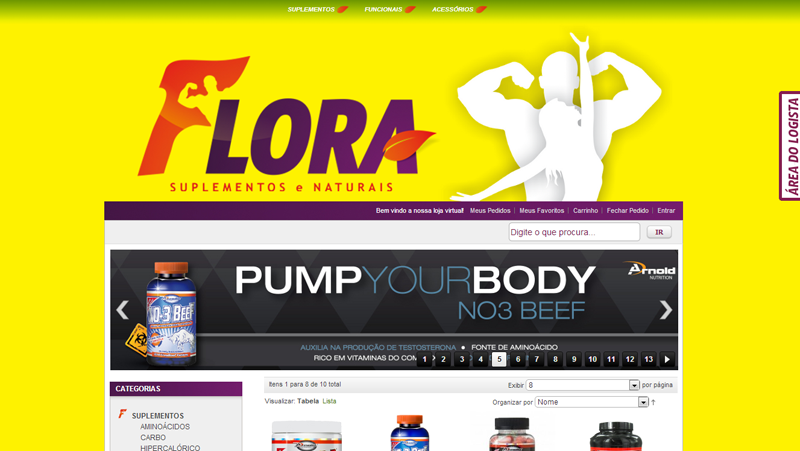 SUPLEMENTOS FUNCIONAIS ACESSÓRIOS
FLORA
SUPLEMENTOS e NATURAIS
ÁREA DO LOGISTA
Bem vindo a nossa loja virtual! Meus Pedidos | Meus Favoritos | Carrinho | Fechar Pedido | Entrar
Digite o que procura... IR
PUMPYOURBODY
NO3 BEEF
Arnold
NUTRITION
NO-3 BEEF
AUXILIA NA PRODUÇÃO DE TESTOSTERONA • FONTE DE AMINOÁCIDO
RICO EM VITAMINAS DO
1 2 3 4 5 6 7 8 9 10 11 12 13
CATEGORIAS
SUPLEMENTOS
AMINOÁCIDOS
CARBO
HIPERCALÓRICO
Itens 1 para 8 de 10 total
Exibir 8 por página
Visualizar: Tabela Lista
Organizar por Nome